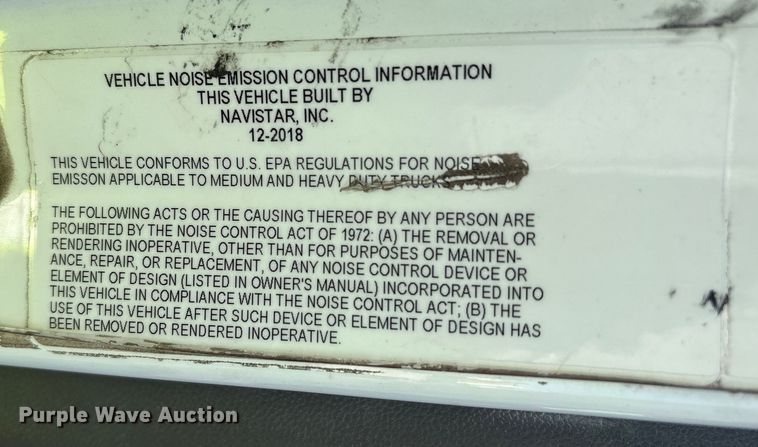 VEHICLE NOISE EMISSION CONTROL INFORMATION
THIS VEHICLE BUILT BY
NAVISTAR, INC.
12-2018
THIS VEHICLE CONFORMS TO U.S. EPA REGULATIONS FOR NOISE
EMISSON APPLICABLE TO MEDIUM AND HEAVY DUTY TRUCKS
THE FOLLOWING ACTS OR THE CAUSING THEREOF BY ANY PERSON ARE
PROHIBITED BY THE NOISE CONTROL ACT OF 1972: (A) THE REMOVAL OR
RENDERING INOPERATIVE, OTHER THAN FOR PURPOSES OF MAINTEN-
ANCE, REPAIR, OR REPLACEMENT, OF ANY NOISE CONTROL DEVICE OR
ELEMENT OF DESIGN (LISTED IN OWNER'S MANUAL) INCORPORATED INTO
THIS VEHICLE IN COMPLIANCE WITH THE NOISE CONTROL ACT; (B) THE
USE OF THIS VEHICLE AFTER SUCH DEVICE OR ELEMENT OF DESIGN HAS
BEEN REMOVED OR RENDERED INOPERATIVE.
Purple Wave Auction